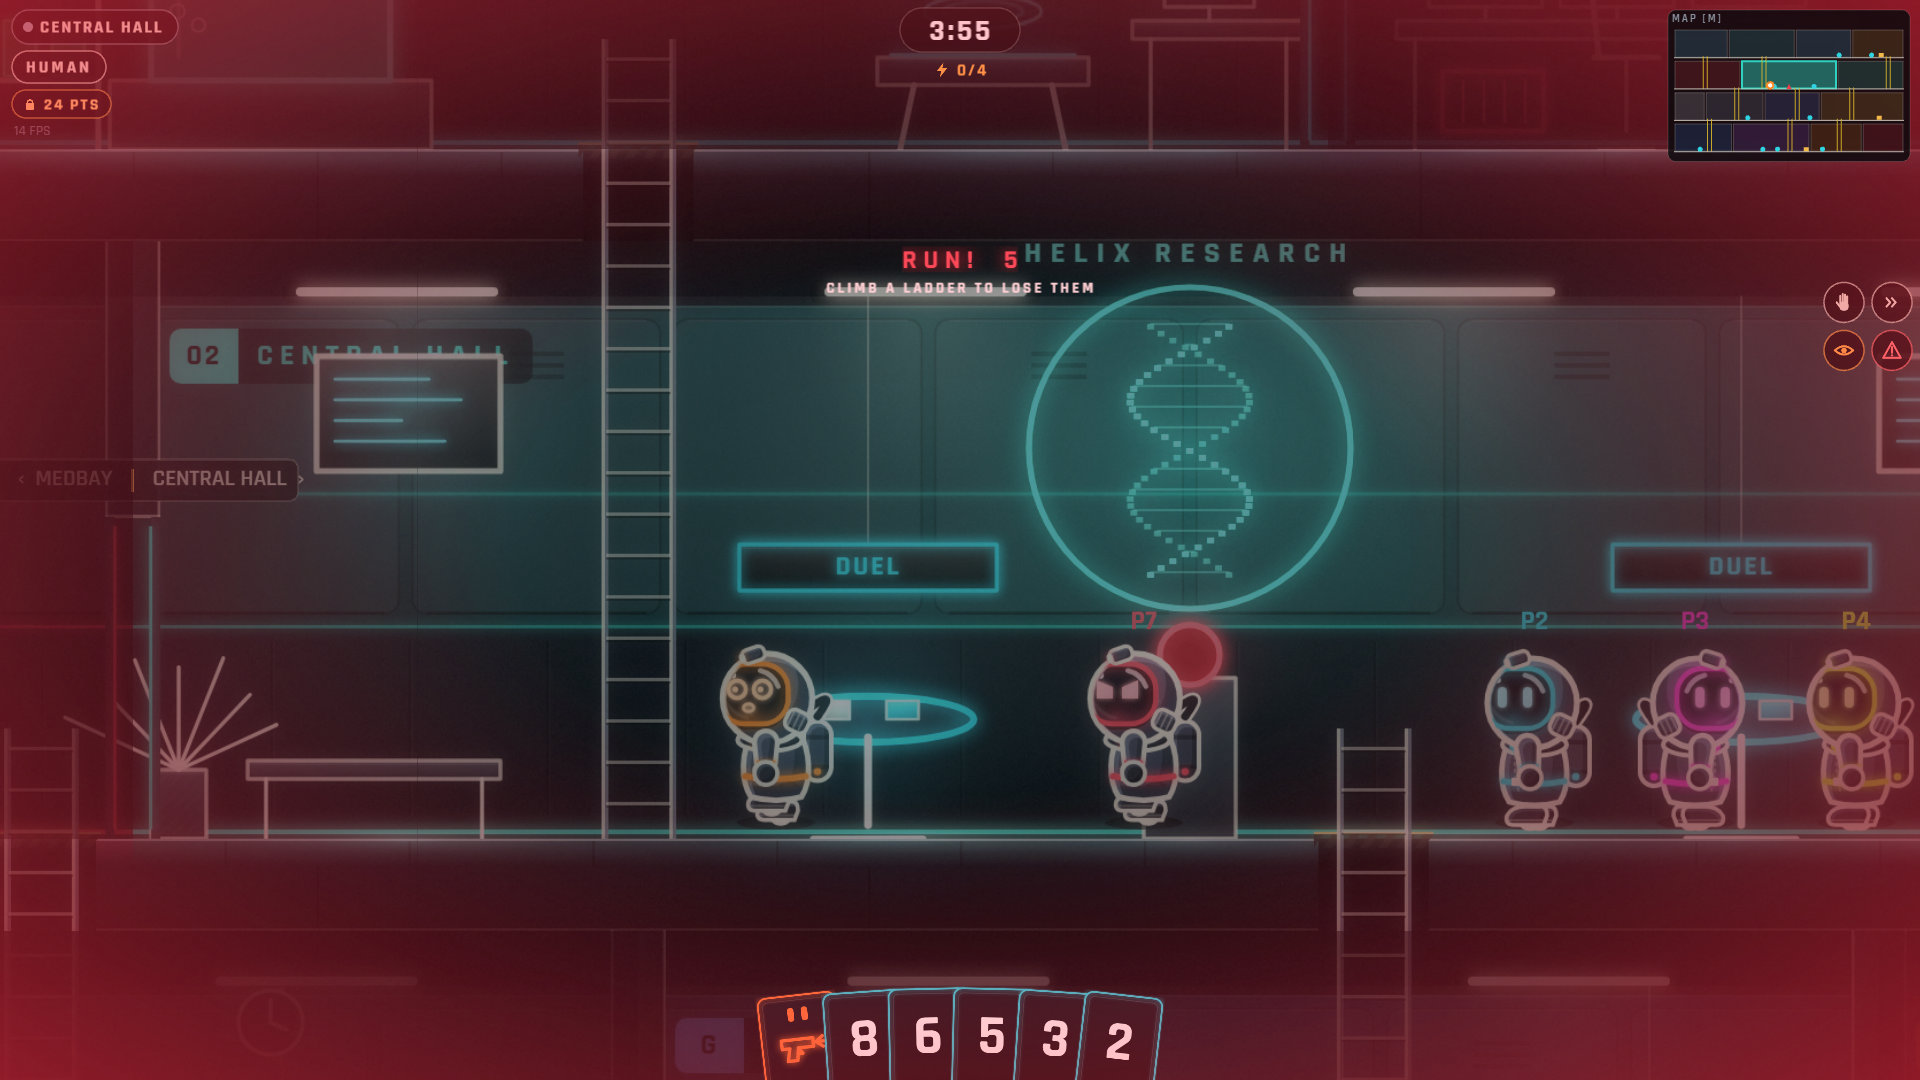 CENTRAL HALL
HUMAN
24 PTS
14 FPS
3:55
0/4
MAP [M]
RUN! 5
HELIX RESEARCH
CLIMB A LADDER TO LOSE THEM
02 CENTRAL HALL
‹ MEDBAY | CENTRAL HALL ›
DUEL
DUEL
P7
P2
P3
P4
G
8
6
5
3
2